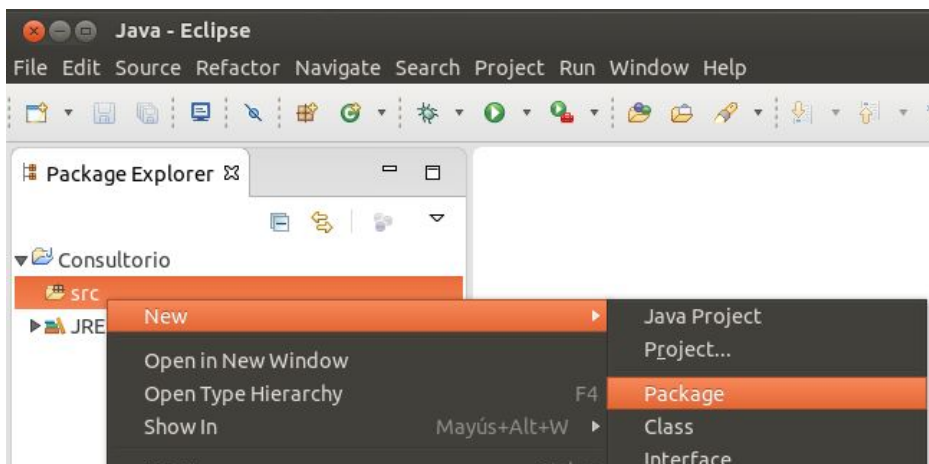 Java - Eclipse
File Edit Source Refactor Navigate Search Project Run Window Help
Package Explorer
Consultorio
src
JRE
New
Open in New Window
Open Type Hierarchy F4
Show In Mayús+Alt+W
Java Project
Project...
Package
Class
Interface